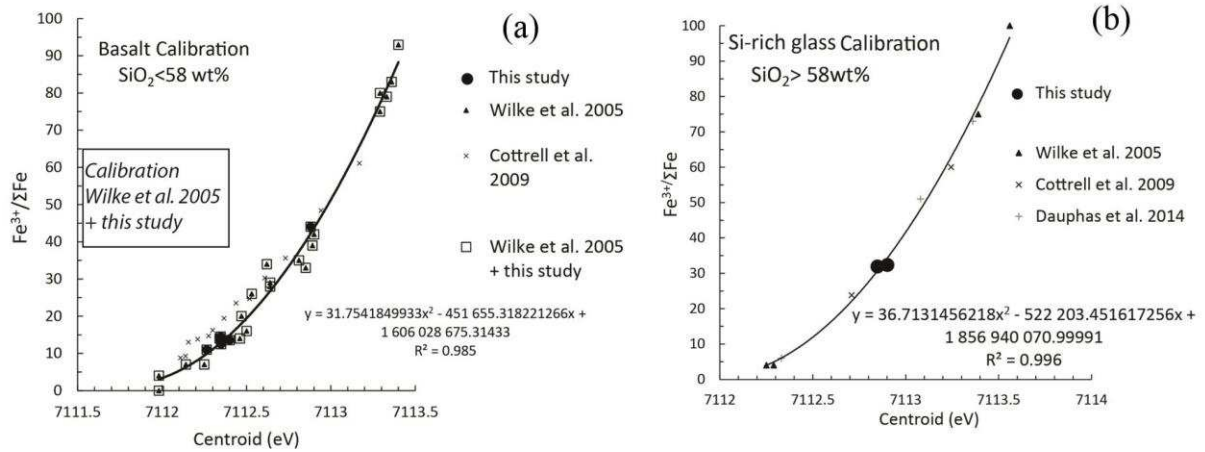 (a)
Basalt Calibration
SiO₂<58 wt%
This study
Wilke et al. 2005
Cottrell et al.
2009
Wilke et al. 2005
+ this study
Calibration
Wilke et al. 2005
+ this study
y = 31.7541849933x² - 451 655.318221266x +
1 606 028 675.31433
R² = 0.985
Fe³⁺/ΣFe
100
90
80
70
60
50
40
30
20
10
0
7111.5
7112
7112.5
7113
7113.5
Centroid (eV)
(b)
Si-rich glass Calibration
SiO₂> 58wt%
This study
Wilke et al. 2005
Cottrell et al. 2009
Dauphas et al. 2014
y = 36.7131456218x² - 522 203.451617256x +
1 856 940 070.99991
R² = 0.996
Fe³⁺/ΣFe
100
90
80
70
60
50
40
30
20
10
0
7112
7112.5
7113
7113.5
7114
Centroid (eV)